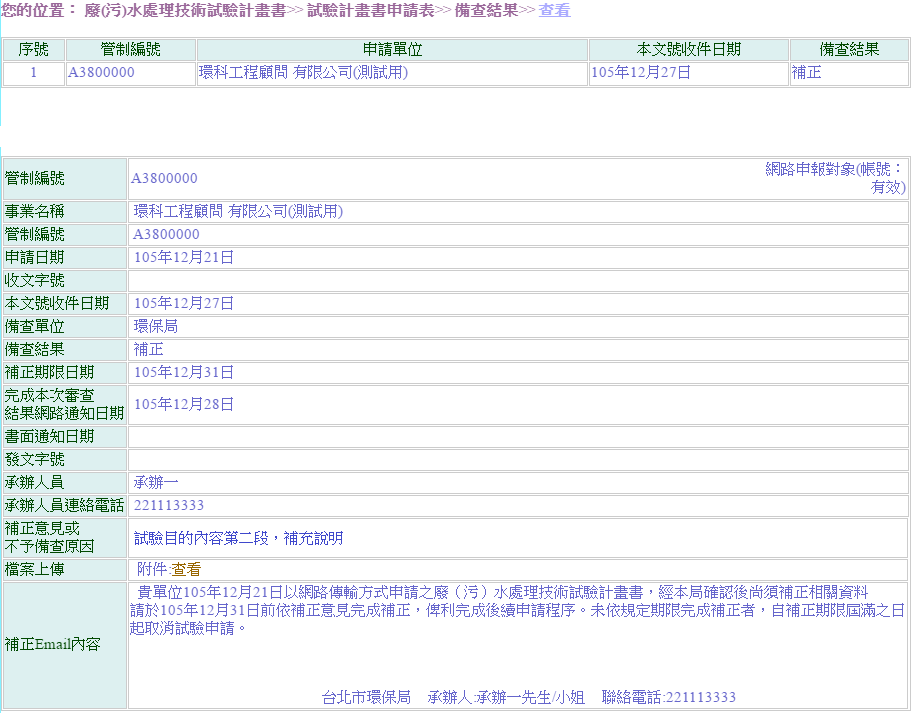 您的位置： 廢(污)水處理技術試驗計畫書>> 試驗計畫書申請表>> 備查結果>> 查看
序號 管制編號 申請單位 本文號收件日期 備查結果
1 A3800000 環科工程顧問 有限公司(測試用) 105年12月27日 補正
管制編號 A3800000 網路申報對象(帳號：
有效)
事業名稱 環科工程顧問 有限公司(測試用)
管制編號 A3800000
申請日期 105年12月21日
收文字號
本文號收件日期 105年12月27日
備查單位 環保局
備查結果 補正
補正期限日期 105年12月31日
完成本次審查
結果網路通知日期 105年12月28日
書面通知日期
發文字號
承辦人員 承辦一
承辦人員連絡電話 221113333
補正意見或
不予備查原因 試驗目的內容第二段，補充說明
檔案上傳 附件:查看
補正Email內容 貴單位105年12月21日以網路傳輸方式申請之廢（污）水處理技術試驗計畫書，經本局確認後尚須補正相關資料
請於105年12月31日前依補正意見完成補正，俾利完成後續申請程序。未依規定期限完成補正者，自補正期限屆滿之日
起取消試驗申請。
台北市環保局 承辦人:承辦一先生/小姐 聯絡電話:221113333